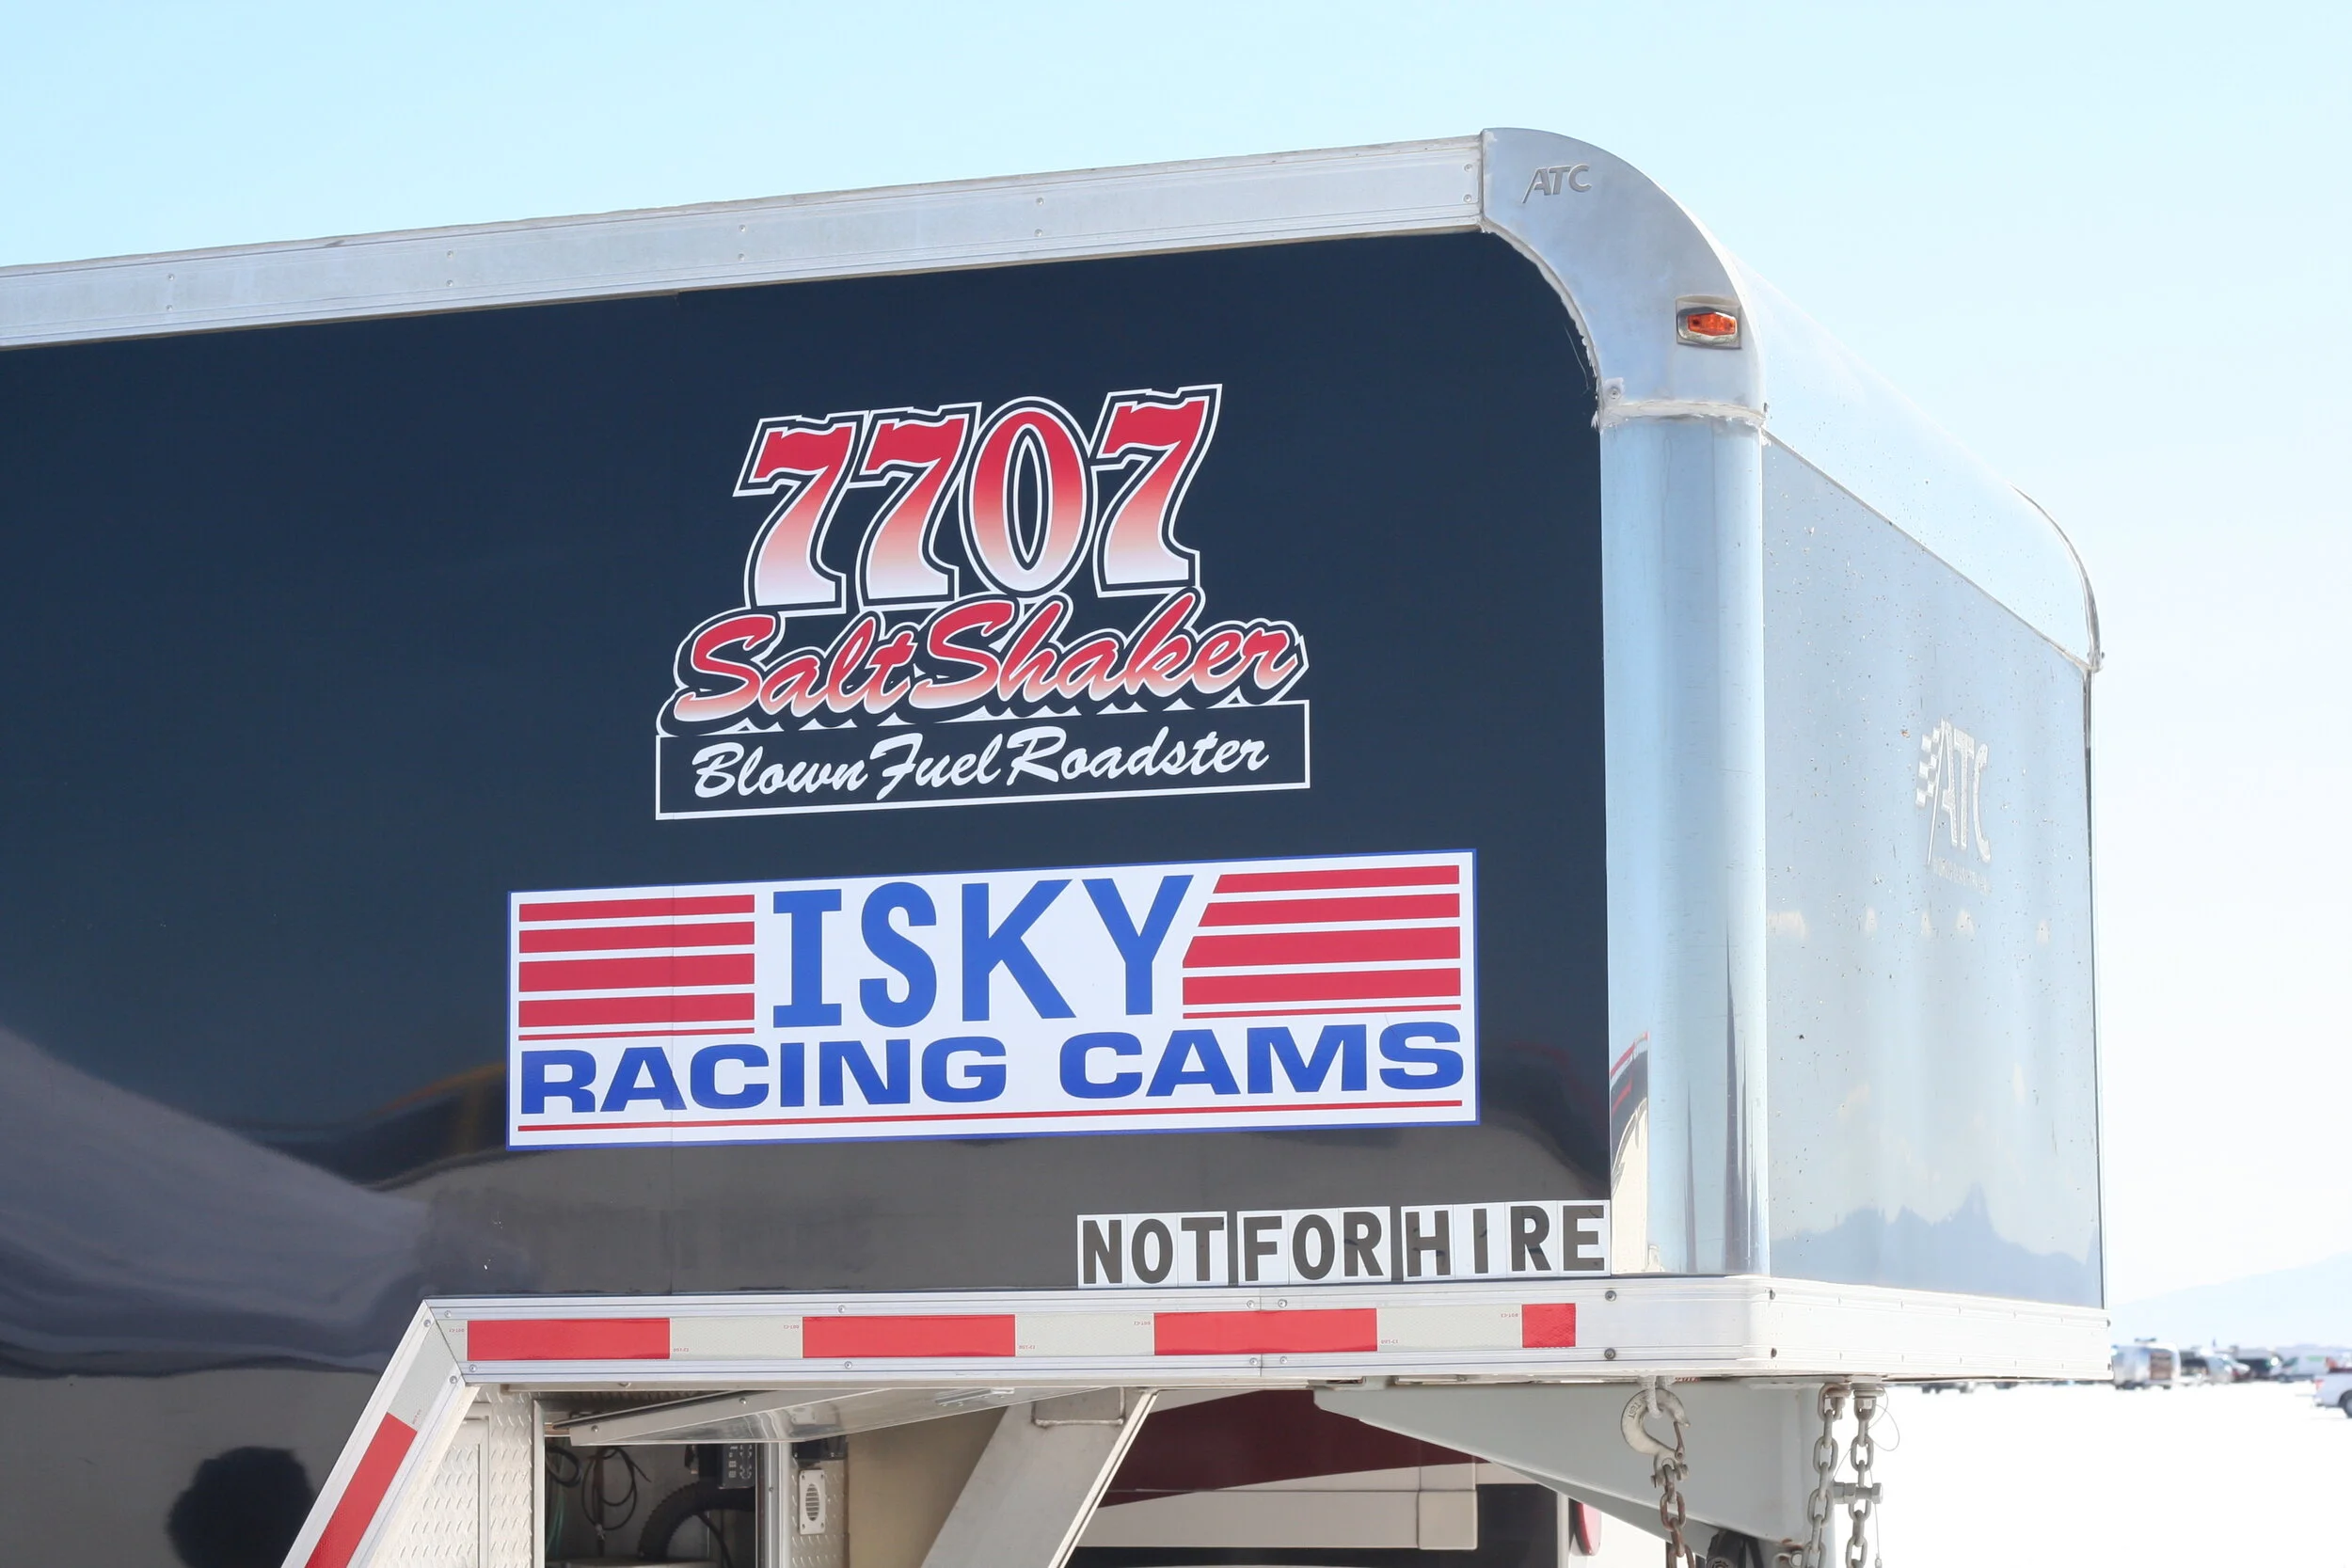 ATC
7707
Salt Shaker
Blown Fuel Roadster
ATC
ISKY
RACING CAMS
NOT FOR HIRE